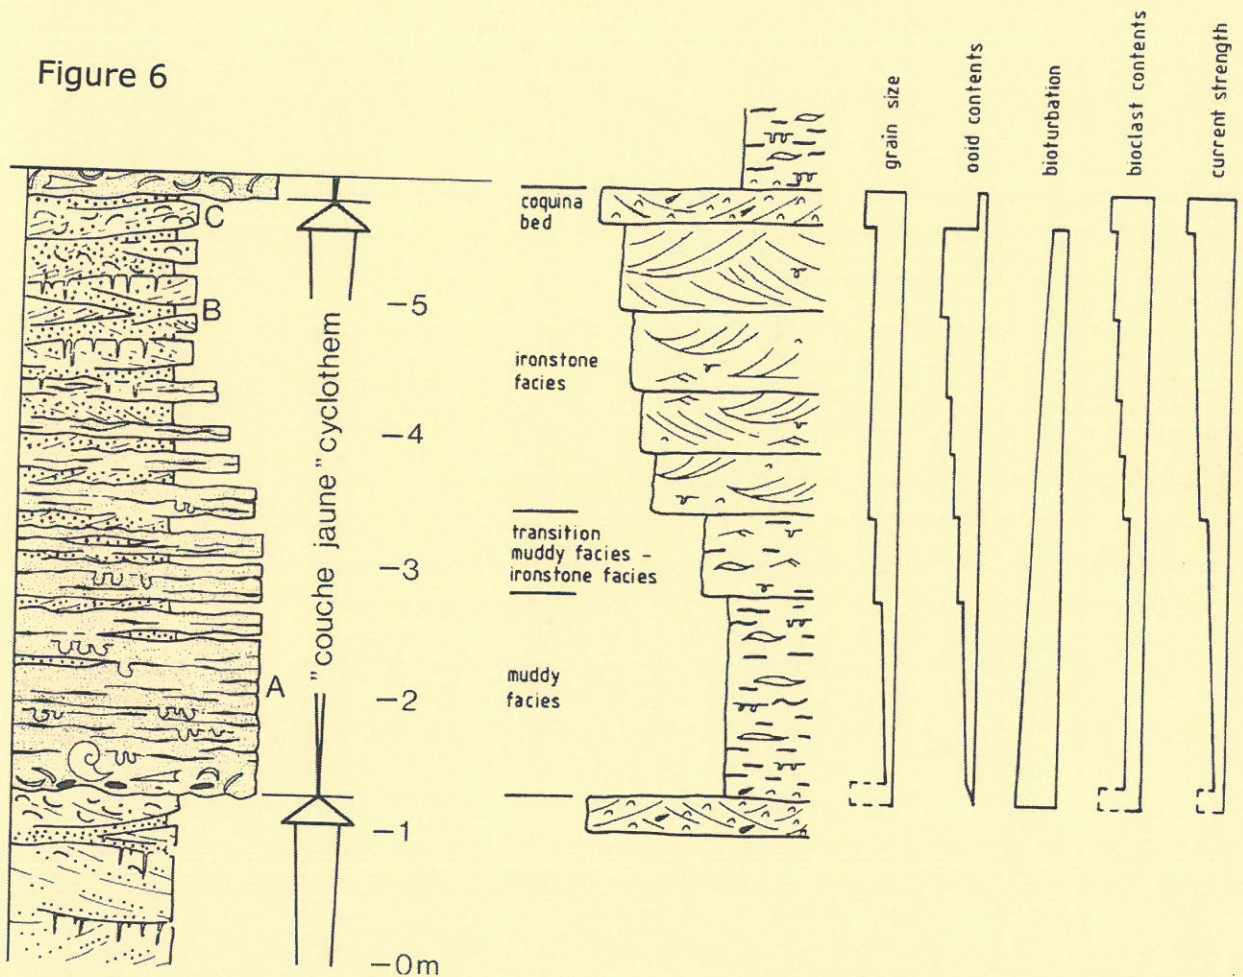 Figure 6
C
B
A
"couche jaune" cyclothem
-5
-4
-3
-2
-1
-0m
coquina
bed
ironstone
facies
transition
muddy facies -
ironstone facies
muddy
facies
grain size
ooid contents
bioturbation
bioclast contents
current strength